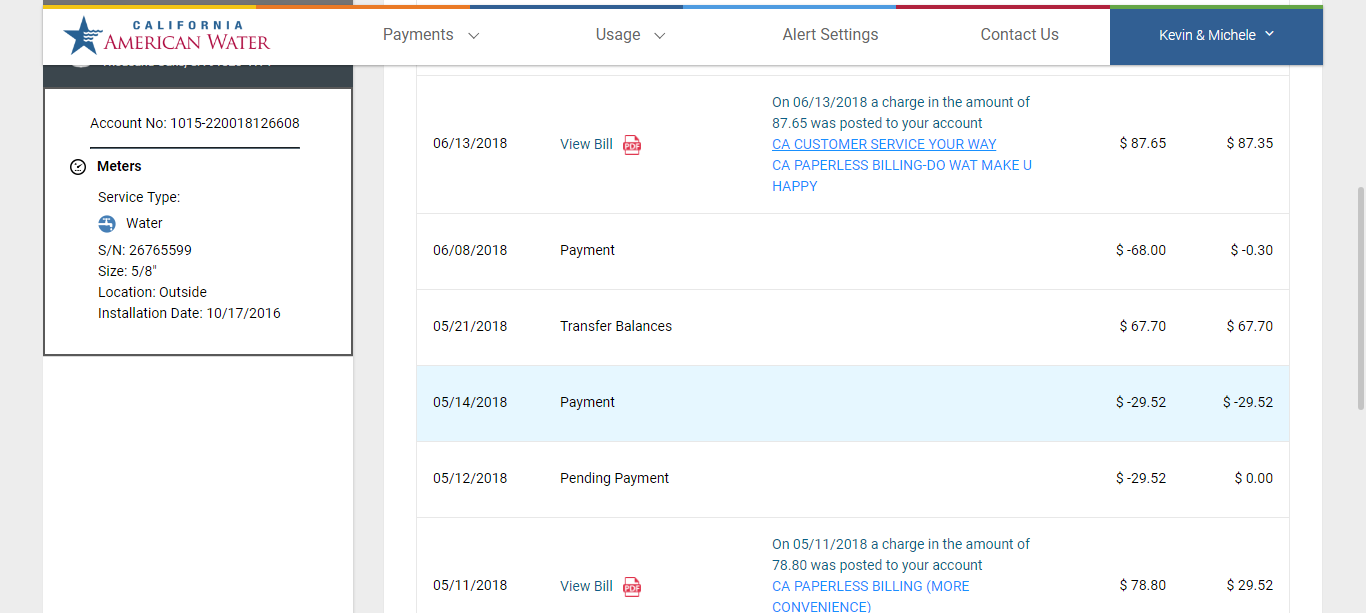 CALIFORNIA
AMERICAN WATER
Payments
Usage
Alert Settings
Contact Us
Kevin & Michele
Account No: 1015-220018126608
Meters
Service Type:
Water
S/N: 26765599
Size: 5/8"
Location: Outside
Installation Date: 10/17/2016
On 06/13/2018 a charge in the amount of
87.65 was posted to your account
06/13/2018 View Bill PDF CA CUSTOMER SERVICE YOUR WAY $ 87.65 $ 87.35
CA PAPERLESS BILLING-DO WAT MAKE U
HAPPY
06/08/2018 Payment $ -68.00 $ -0.30
05/21/2018 Transfer Balances $ 67.70 $ 67.70
05/14/2018 Payment $ -29.52 $ -29.52
05/12/2018 Pending Payment $ -29.52 $ 0.00
On 05/11/2018 a charge in the amount of
78.80 was posted to your account
05/11/2018 View Bill PDF CA PAPERLESS BILLING (MORE $ 78.80 $ 29.52
CONVENIENCE)